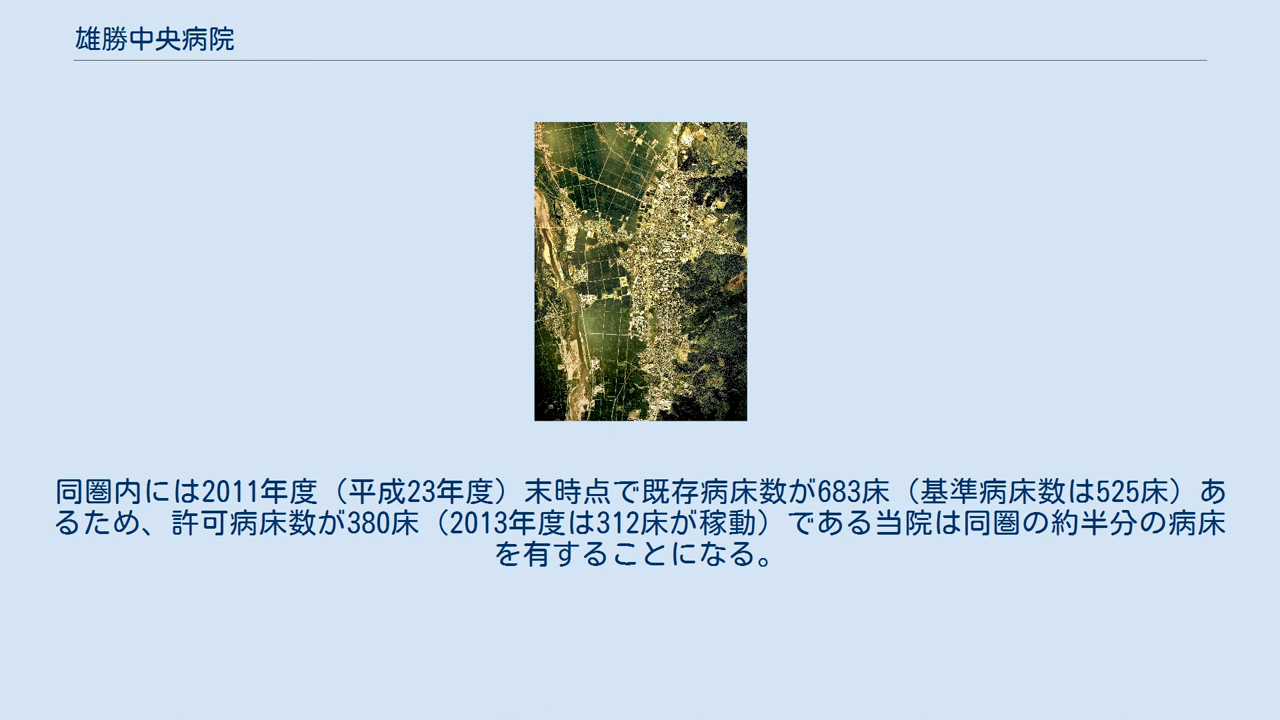 雄勝中央病院
同圏内には2011年度（平成23年度）末時点で既存病床数が683床（基準病床数は525床）あ
るため、許可病床数が380床（2013年度は312床が稼動）である当院は同圏の約半分の病床
を有することになる。